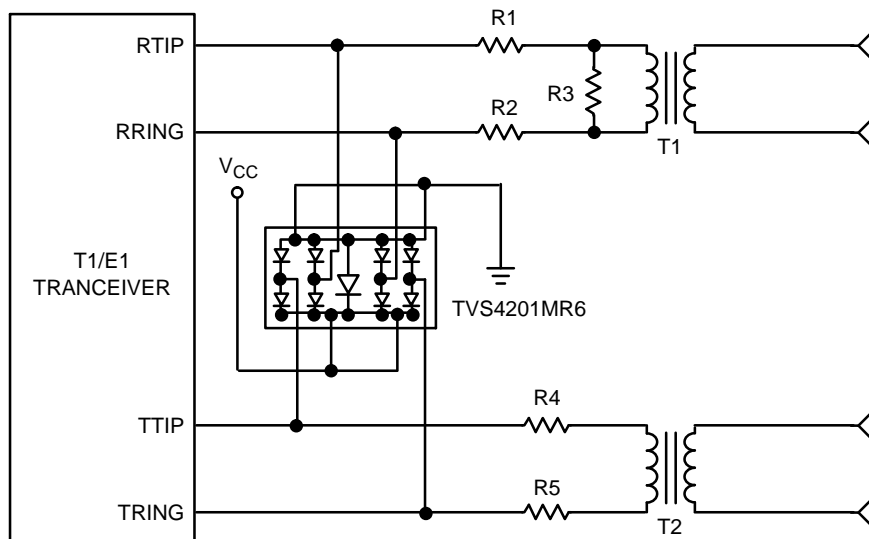 R1
RTIP
R3
R2
RRING
T1
VCC
T1/E1
TRANCEIVER
TVS4201MR6
R4
TTIP
R5
TRING
T2